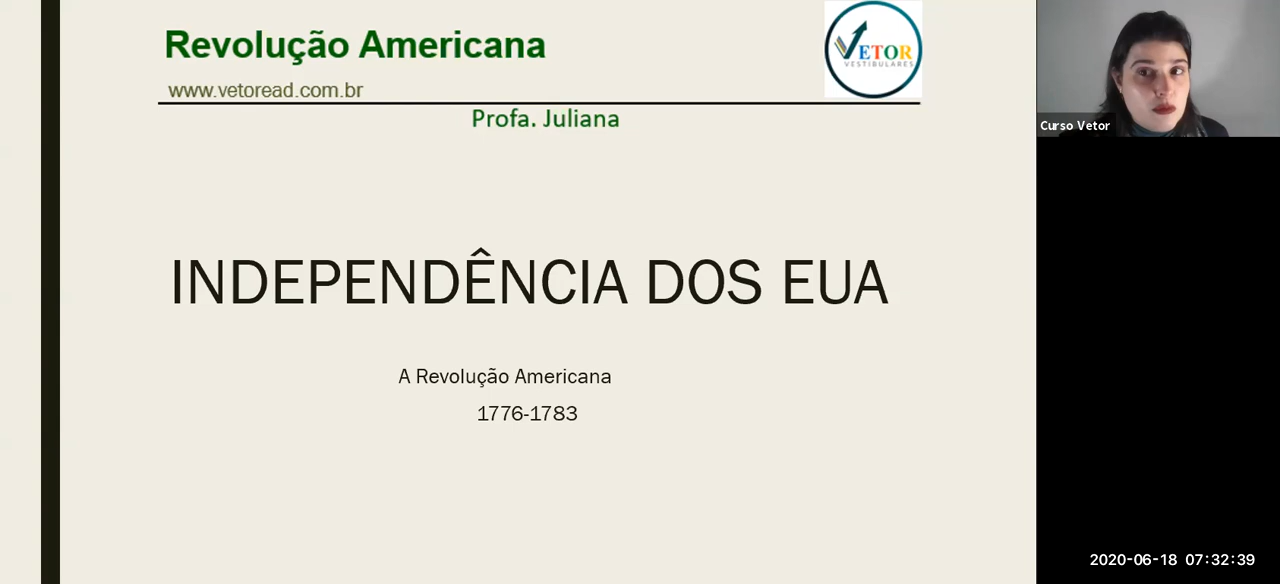 Revolução Americana
www.vetoread.com.br
VETOR
VESTIBULARES
Profa. Juliana
INDEPENDÊNCIA DOS EUA
A Revolução Americana
1776-1783
Curso Vetor
2020-06-18 07:32:39